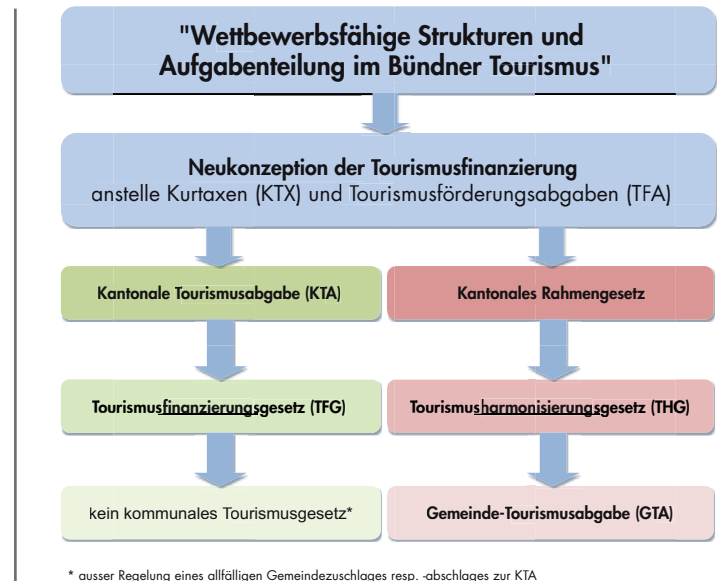 "Wettbewerbsfähige Strukturen und
Aufgabenteilung im Bündner Tourismus"
Neukonzeption der Tourismusfinanzierung
anstelle Kurtaxen (KTX) und Tourismusförderungsabgaben (TFA)
Kantonale Tourismusabgabe (KTA)
Kantonales Rahmengesetz
Tourismusfinanzierungsgesetz (TFG)
Tourismusharmonisierungsgesetz (THG)
kein kommunales Tourismusgesetz*
Gemeinde-Tourismusabgabe (GTA)
* ausser Regelung eines allfälligen Gemeindezuschlages resp. -abschlages zur KTA